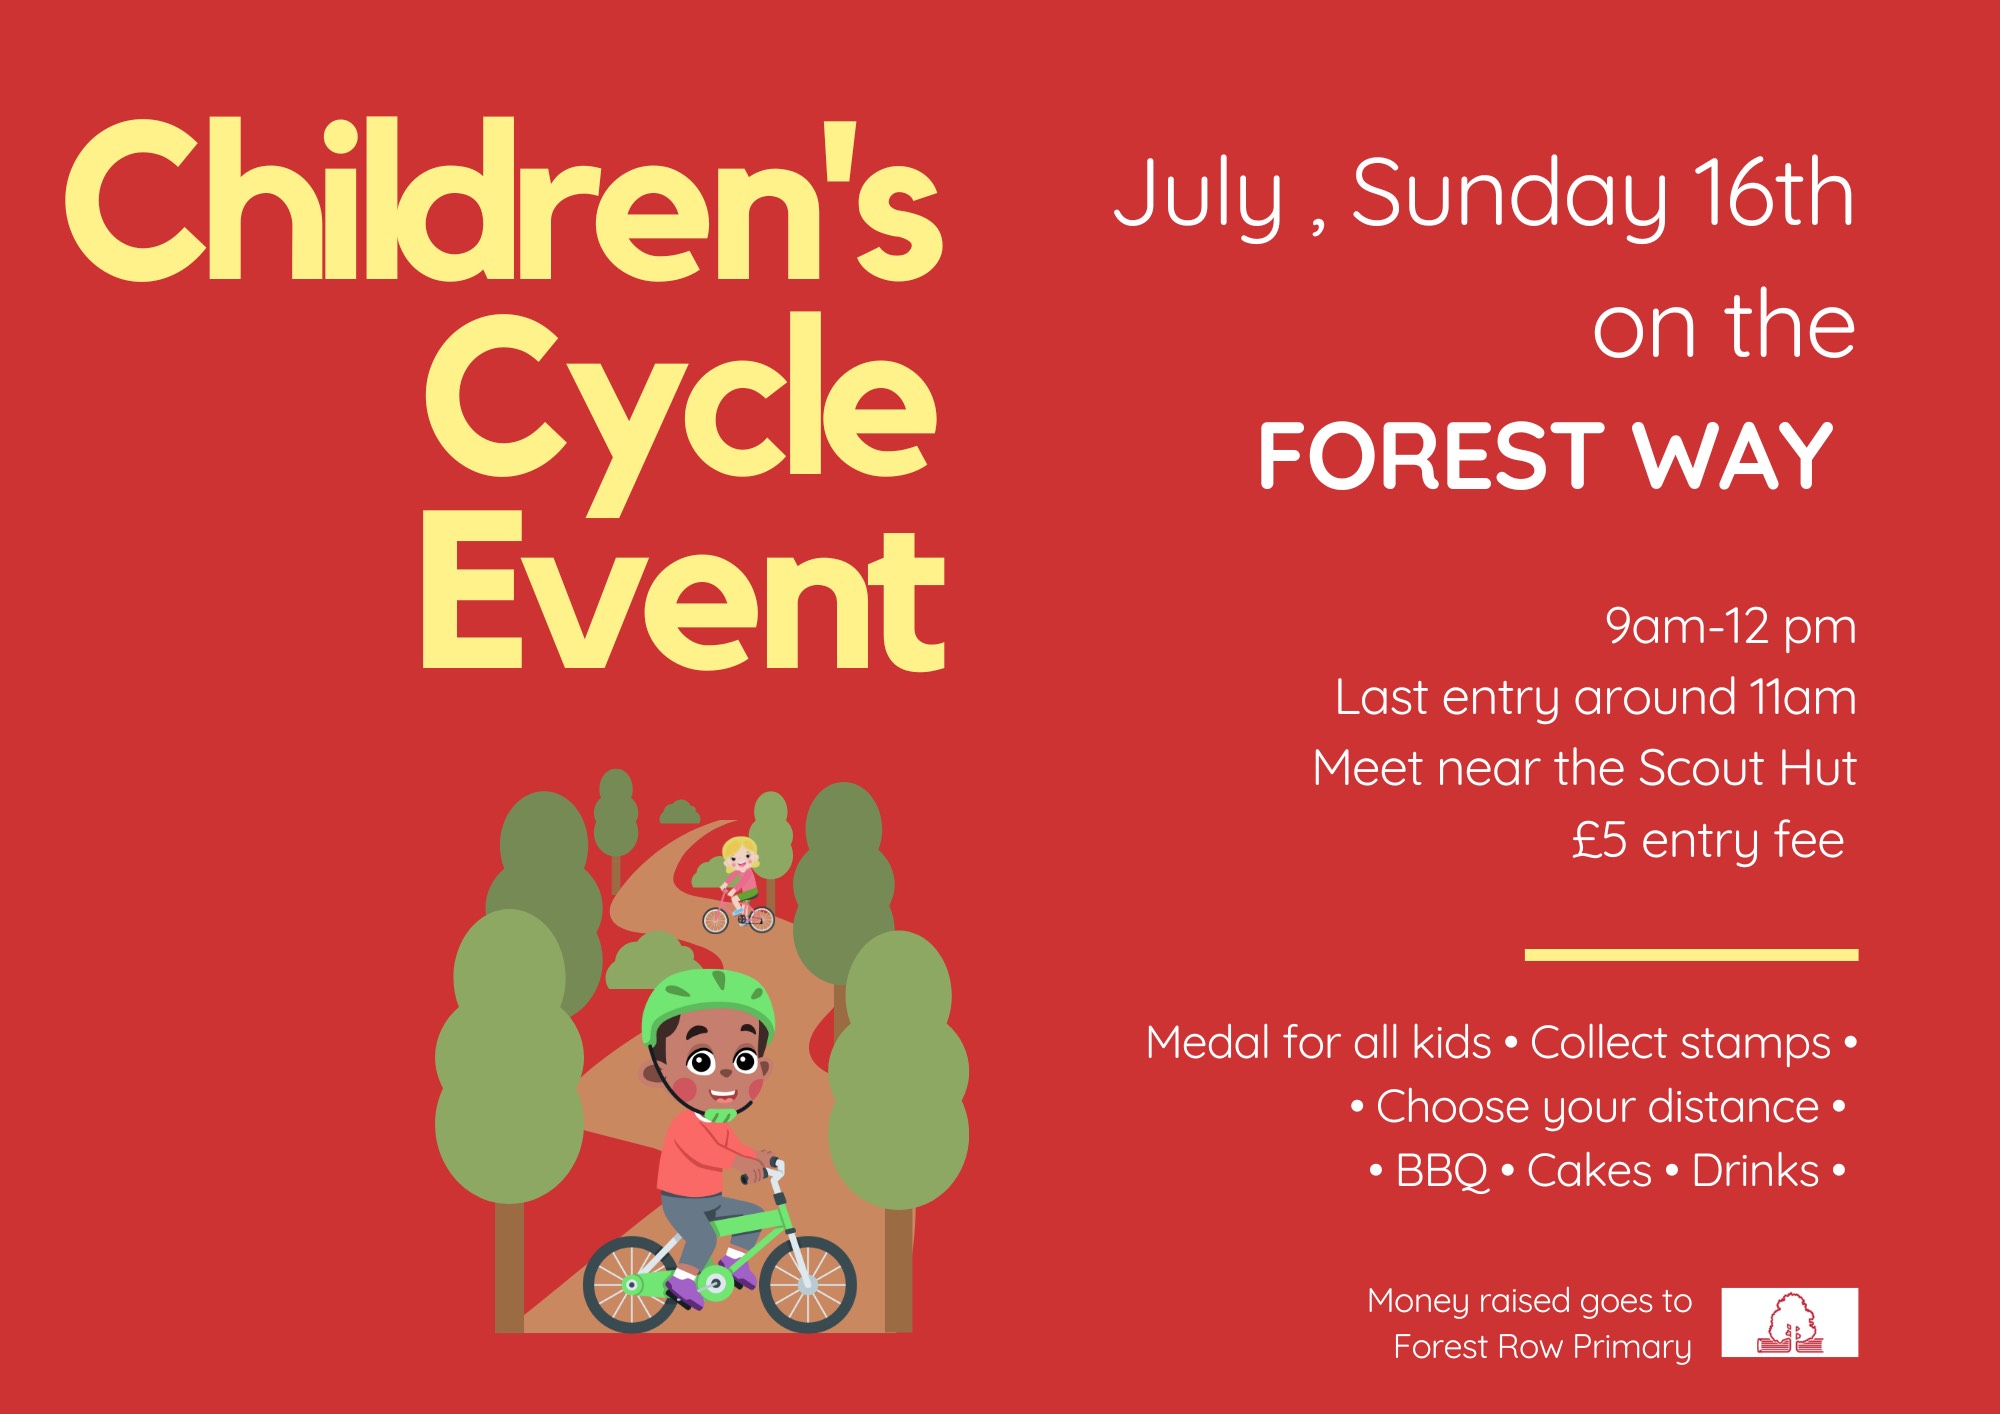 Children's
Cycle
Event
July , Sunday 16th
on the
FOREST WAY
9am-12 pm
Last entry around 11am
Meet near the Scout Hut
£5 entry fee
Medal for all kids • Collect stamps •
• Choose your distance •
• BBQ • Cakes • Drinks •
Money raised goes to
Forest Row Primary